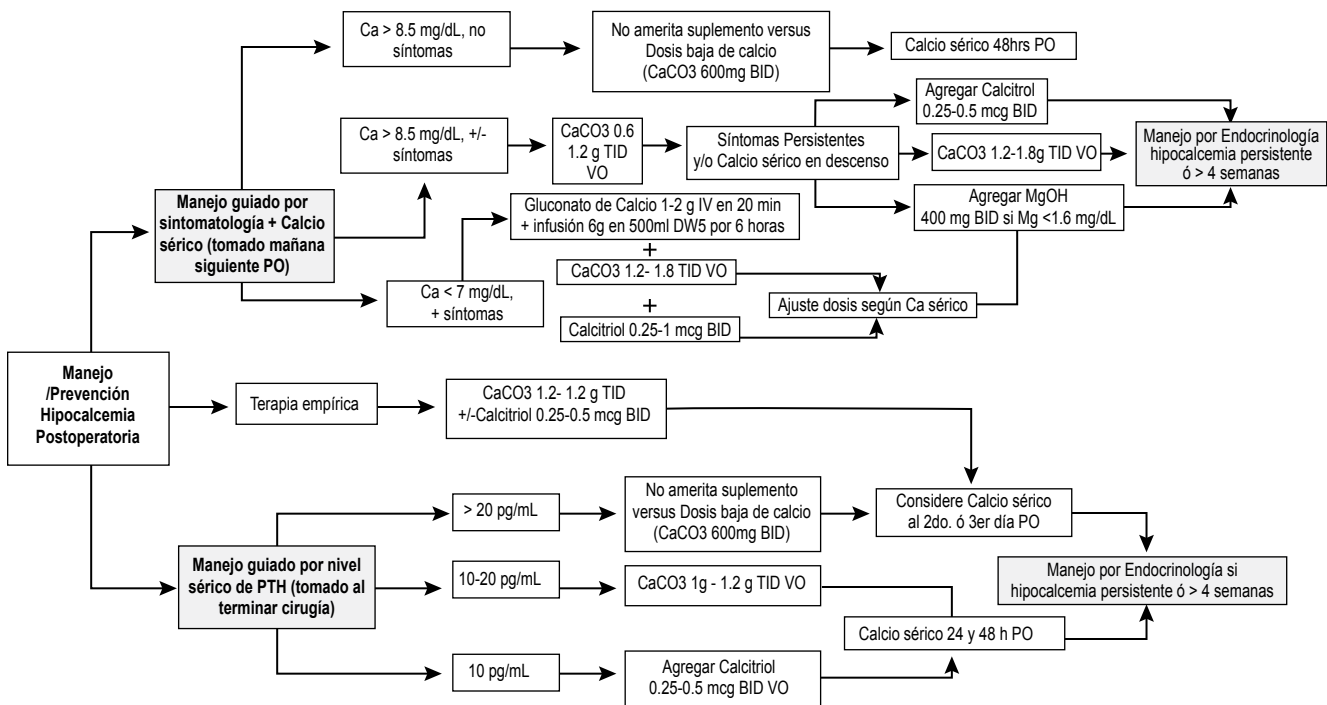 Ca > 8.5 mg/dL, no
síntomas
No amerita suplemento versus
Dosis baja de calcio
(CaCO3 600mg BID)
Calcio sérico 48hrs PO
Ca > 8.5 mg/dL, +/-
síntomas
CaCO3 0.6
1.2 g TID
VO
Síntomas Persistentes
y/o Calcio sérico en descenso
Agregar Calcitrol
0.25-0.5 mcg BID
CaCO3 1.2-1.8g TID VO
Agregar MgOH
400 mg BID si Mg <1.6 mg/dL
Manejo por Endocrinología
hipocalcemia persistente
ó > 4 semanas
Manejo guiado por
sintomatología + Calcio
sérico (tomado mañana
siguiente PO)
Gluconato de Calcio 1-2 g IV en 20 min
+ infusión 6g en 500ml DW5 por 6 horas
+
CaCO3 1.2- 1.8 TID VO
+
Calcitriol 0.25-1 mcg BID
Ca < 7 mg/dL,
+ síntomas
Ajuste dosis según Ca sérico
Manejo
/Prevención
Hipocalcemia
Postoperatoria
Terapia empírica
CaCO3 1.2- 1.2 g TID
+/-Calcitriol 0.25-0.5 mcg BID
> 20 pg/mL
No amerita suplemento
versus Dosis baja de calcio
(CaCO3 600mg BID)
Considere Calcio sérico
al 2do. ó 3er día PO
Manejo guiado por nivel
sérico de PTH (tomado al
terminar cirugía)
10-20 pg/mL
CaCO3 1g - 1.2 g TID VO
Manejo por Endocrinología si
hipocalcemia persistente ó > 4 semanas
Calcio sérico 24 y 48 h PO
10 pg/mL
Agregar Calcitriol
0.25-0.5 mcg BID VO